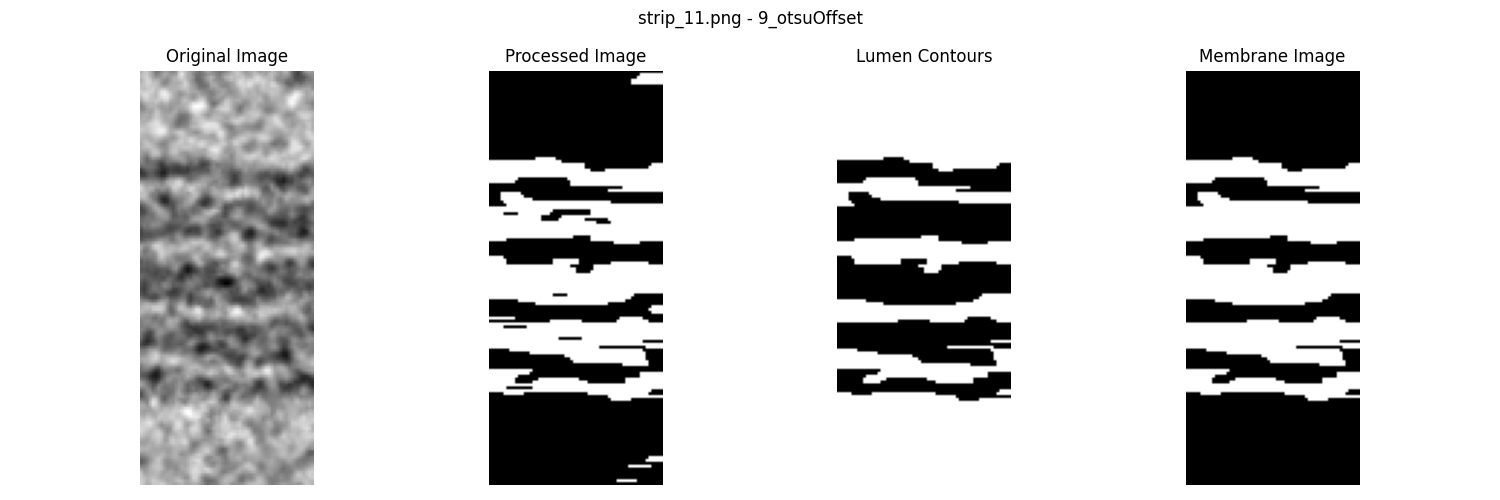 strip_11.png - 9_otsuOffset
Original Image
Processed Image
Lumen Contours
Membrane Image